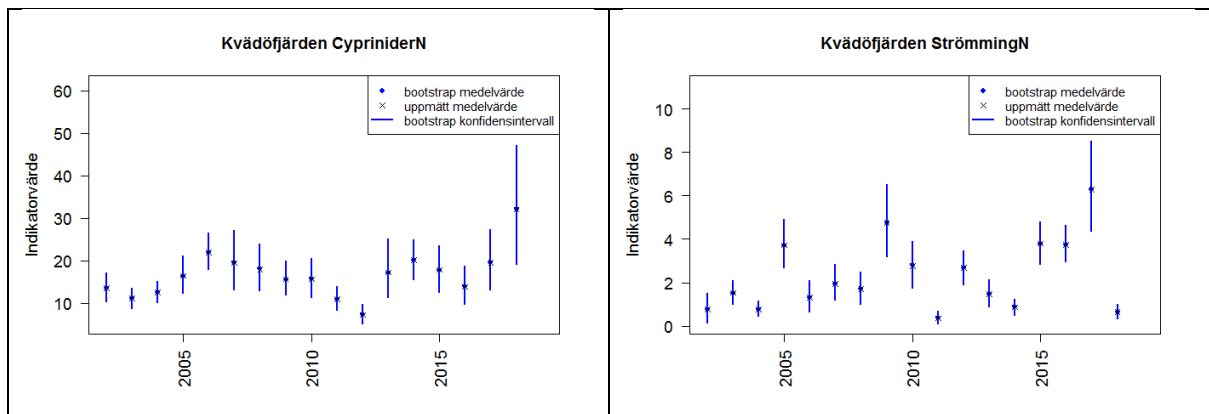 Kvädöfjärden CypriniderN
bootstrap medelvärde
uppmätt medelvärde
bootstrap konfidensintervall
Indikatorvärde
60
50
40
30
20
10
2005
2010
2015
Kvädöfjärden StrömmingN
bootstrap medelvärde
uppmätt medelvärde
bootstrap konfidensintervall
Indikatorvärde
10
8
6
4
2
0
2005
2010
2015